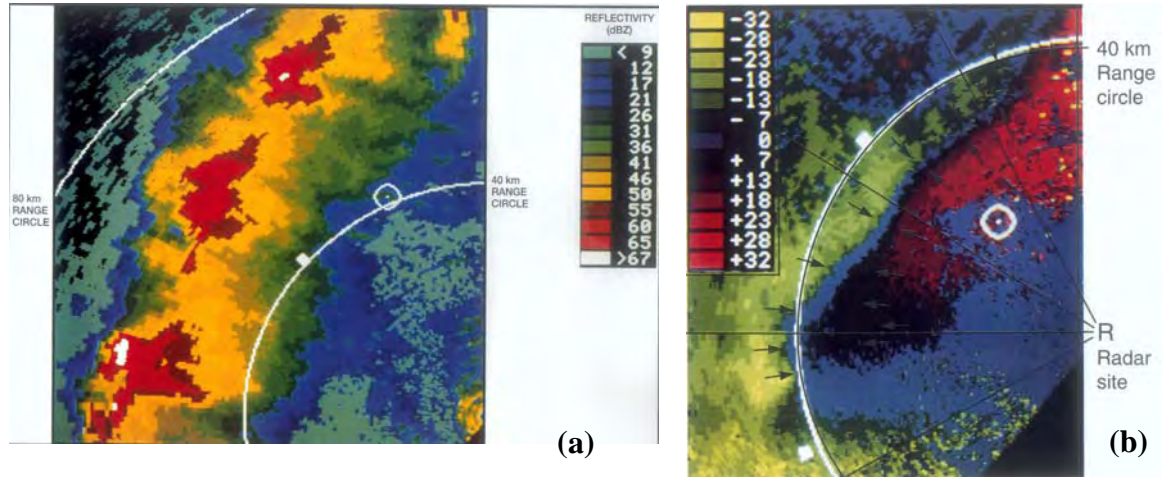 REFLECTIVITY
(dBZ)
< 9
12
17
21
26
31
36
41
46
50
55
60
65
>67
80 km
RANGE
CIRCLE
40 km
RANGE
CIRCLE
(a)
-32
-28
-23
-18
-13
- 7
0
+ 7
+13
+18
+23
+28
+32
40 km
Range
circle
R
Radar
site
(b)